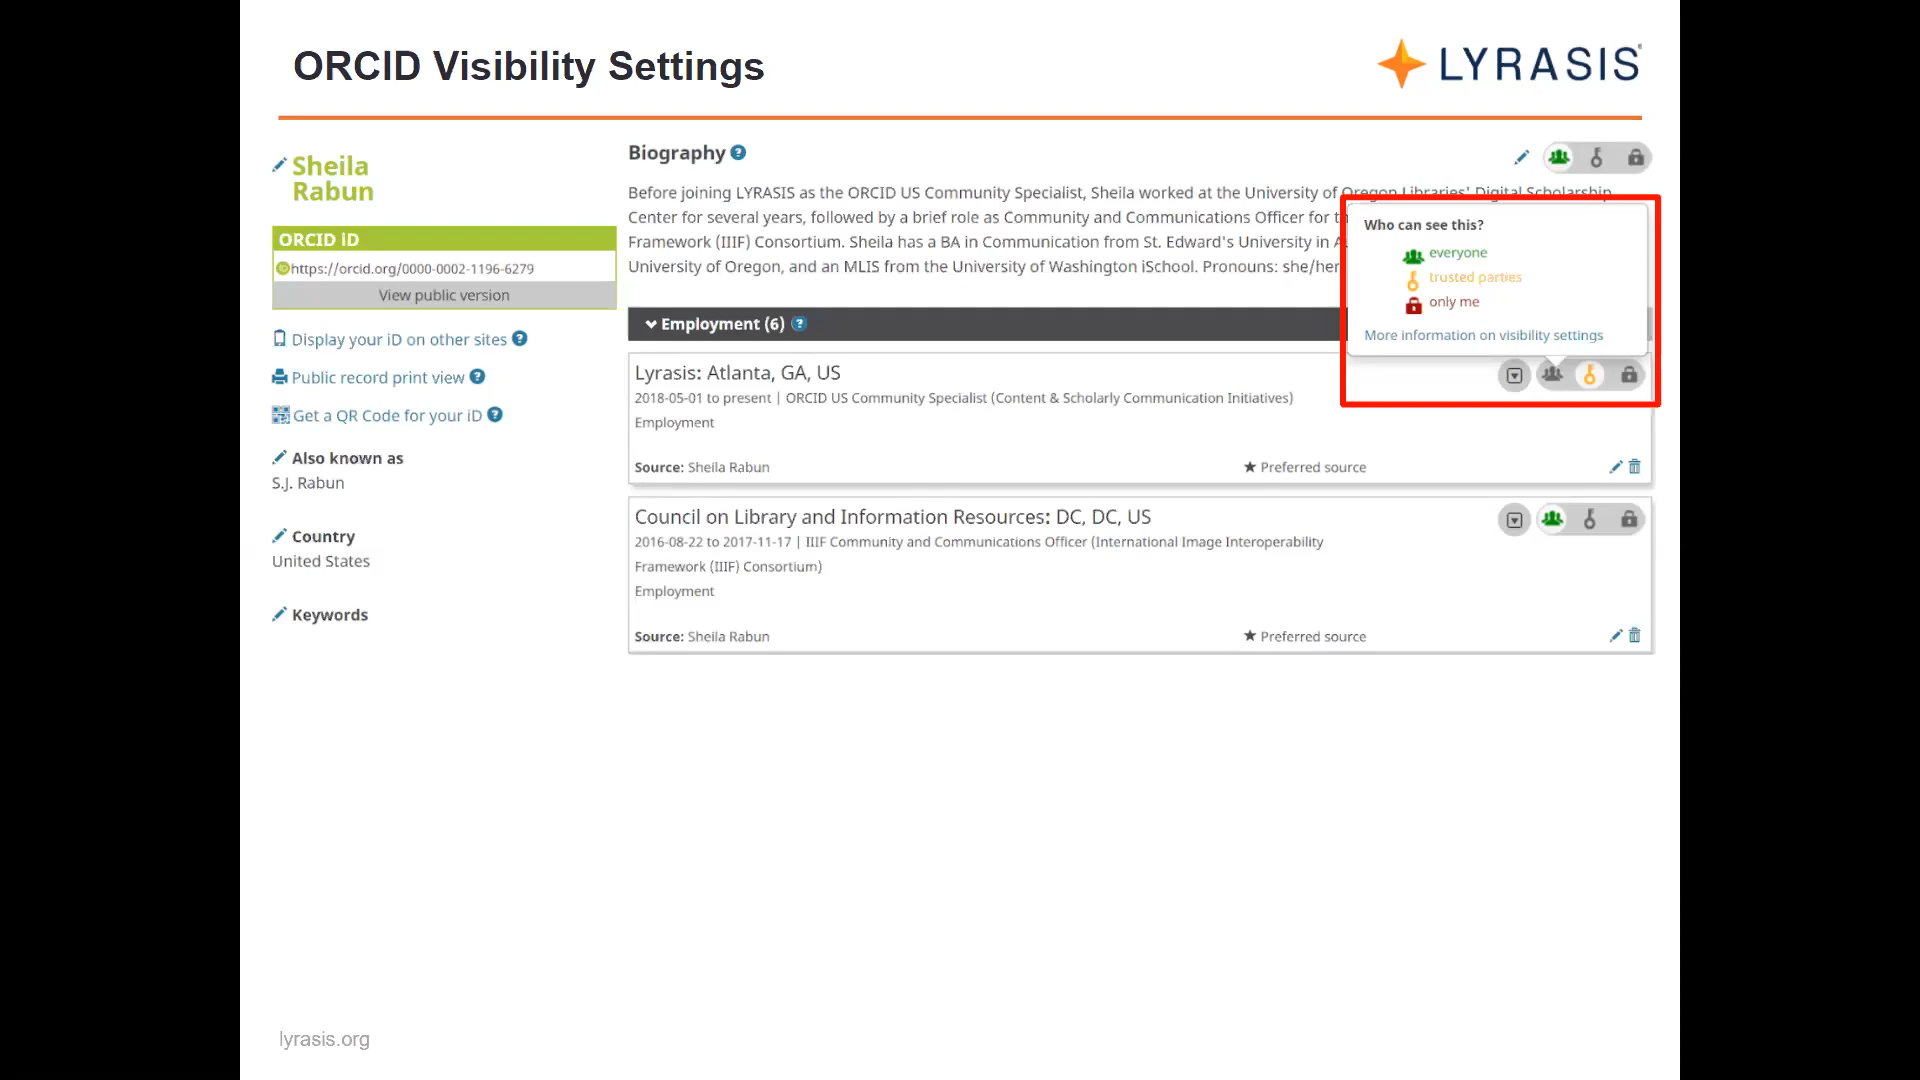 ORCID Visibility Settings
LYRASIS
Sheila
Rabun
ORCID iD
https://orcid.org/0000-0002-1196-6279
View public version
Display your iD on other sites
Public record print view
Get a QR Code for your iD
Also known as
S.J. Rabun
Country
United States
Keywords
Biography
Before joining LYRASIS as the ORCID US Community Specialist, Sheila worked at the University of Oregon Libraries' Digital Scholarship
Center for several years, followed by a brief role as Community and Communications Officer for
Framework (IIIF) Consortium. Sheila has a BA in Communication from St. Edward's University in
University of Oregon, and an MLIS from the University of Washington iSchool. Pronouns: she/her
Who can see this?
everyone
trusted parties
only me
More information on visibility settings
Employment (6)
Lyrasis: Atlanta, GA, US
2018-05-01 to present | ORCID US Community Specialist (Content & Scholarly Communication Initiatives)
Employment
Source: Sheila Rabun
Preferred source
Council on Library and Information Resources: DC, DC, US
2016-08-22 to 2017-11-17 | IIIF Community and Communications Officer (International Image Interoperability
Framework (IIIF) Consortium)
Employment
Source: Sheila Rabun
Preferred source
lyrasis.org